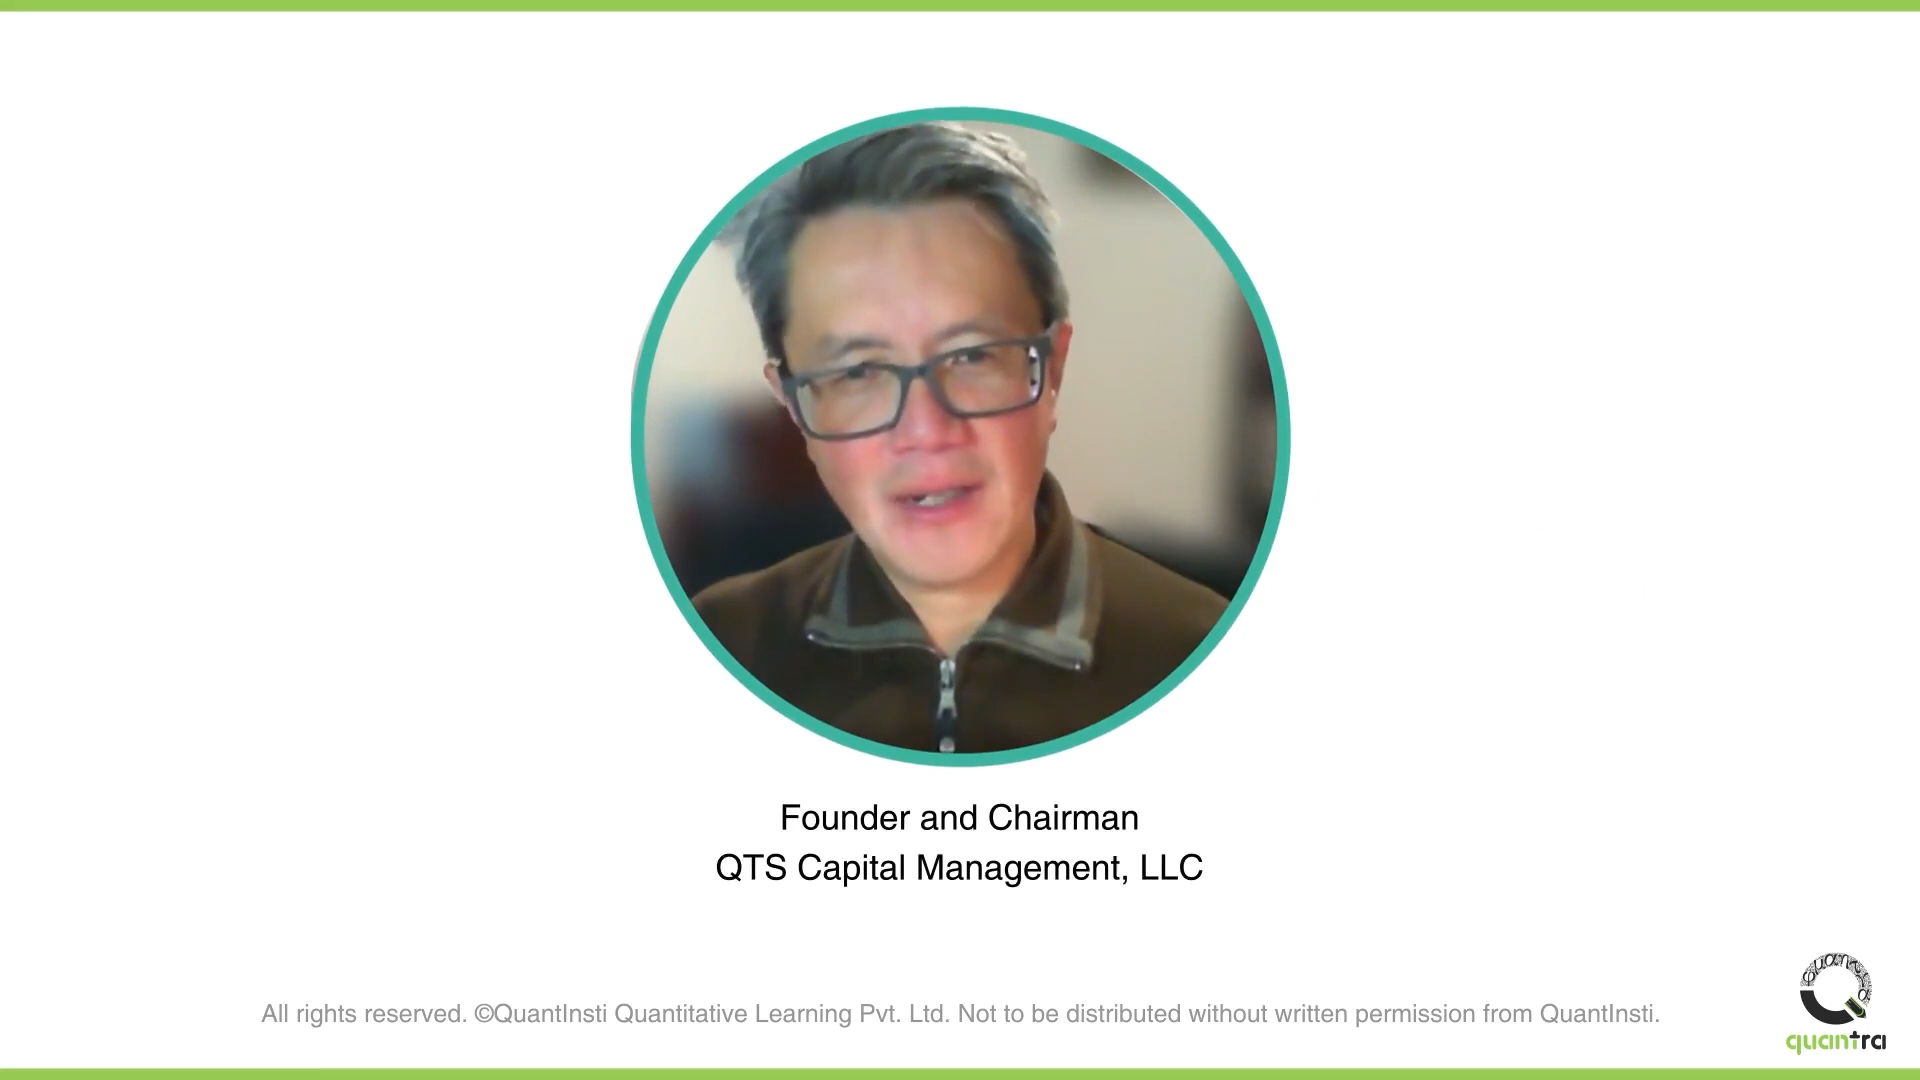 Founder and Chairman
QTS Capital Management, LLC
All rights reserved. ©QuantInsti Quantitative Learning Pvt. Ltd. Not to be distributed without written permission from QuantInsti.
quantra